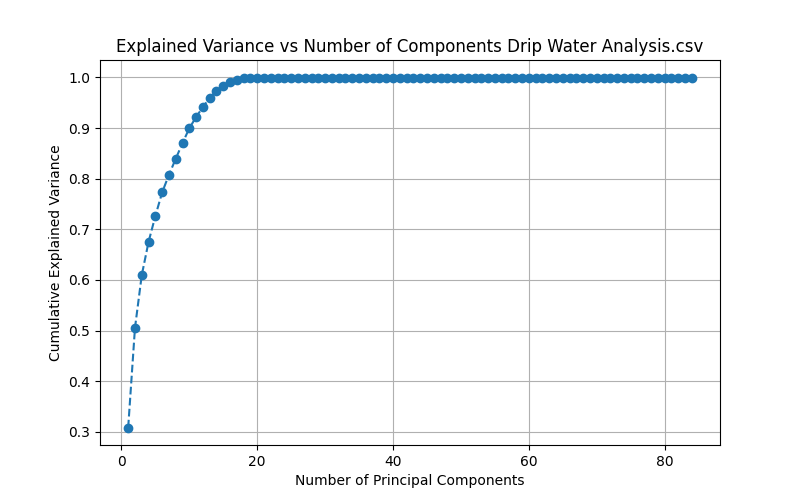 Explained Variance vs Number of Components Drip Water Analysis.csv
1.0
0.9
0.8
0.7
0.6
0.5
0.4
0.3
Cumulative Explained Variance
0 20 40 60 80
Number of Principal Components